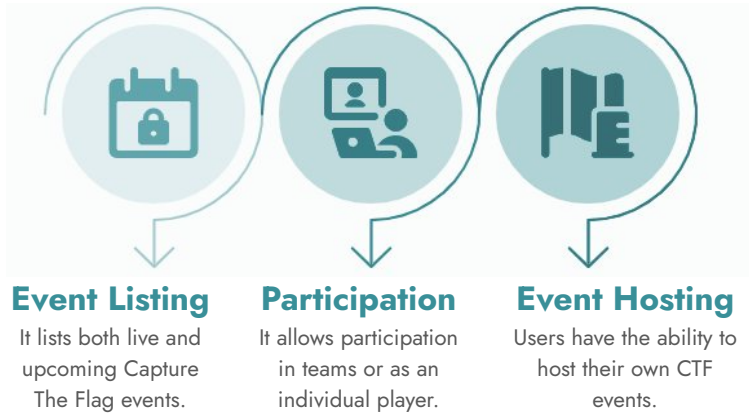 Event Listing
It lists both live and
upcoming Capture
The Flag events.
Participation
It allows participation
in teams or as an
individual player.
Event Hosting
Users have the ability to
host their own CTF
events.